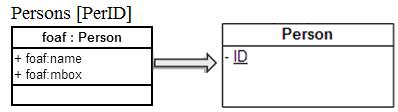 Persons [PerID]
foaf : Person
+ foaf:name
+ foaf:mbox
Person
- ID